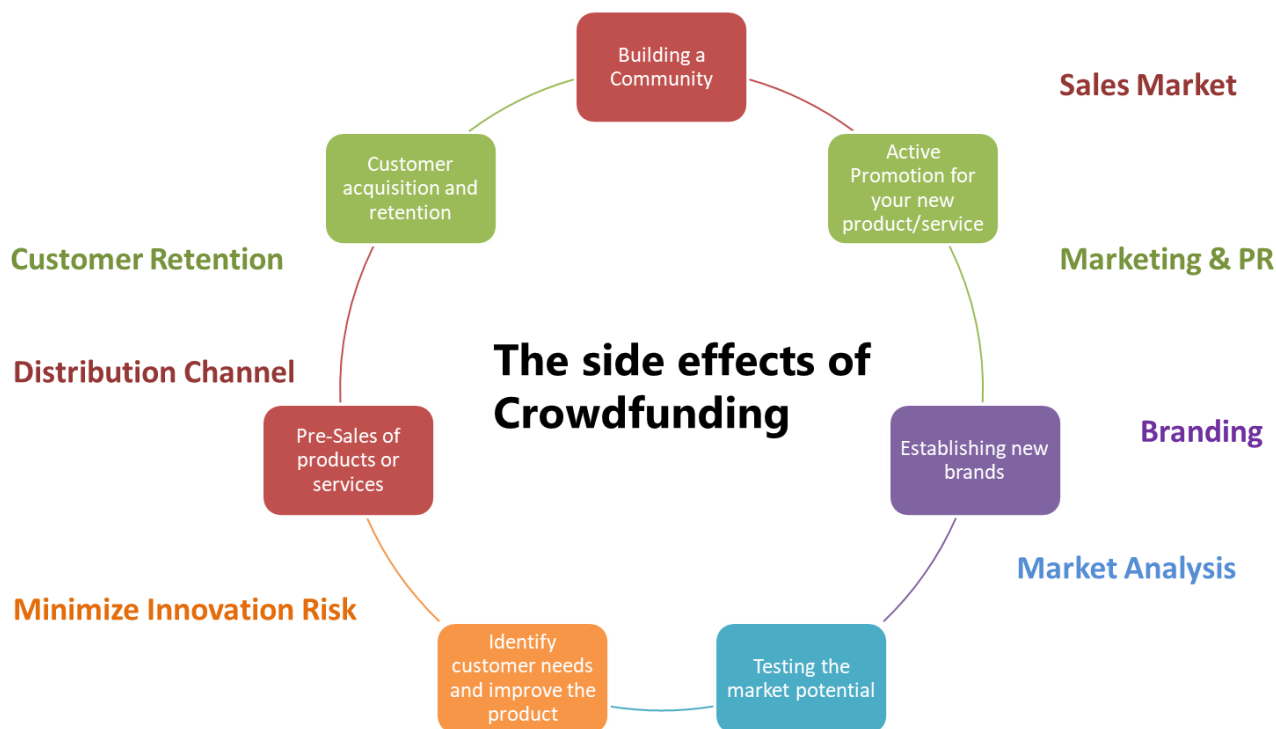 Building a
Community
Sales Market
Active
Promotion for
your new
product/service
Customer
acquisition and
retention
Customer Retention
Marketing & PR
The side effects of
Crowdfunding
Distribution Channel
Pre-Sales of
products or
services
Establishing new
brands
Branding
Market Analysis
Minimize Innovation Risk
Identify
customer needs
and improve the
product
Testing the
market potential